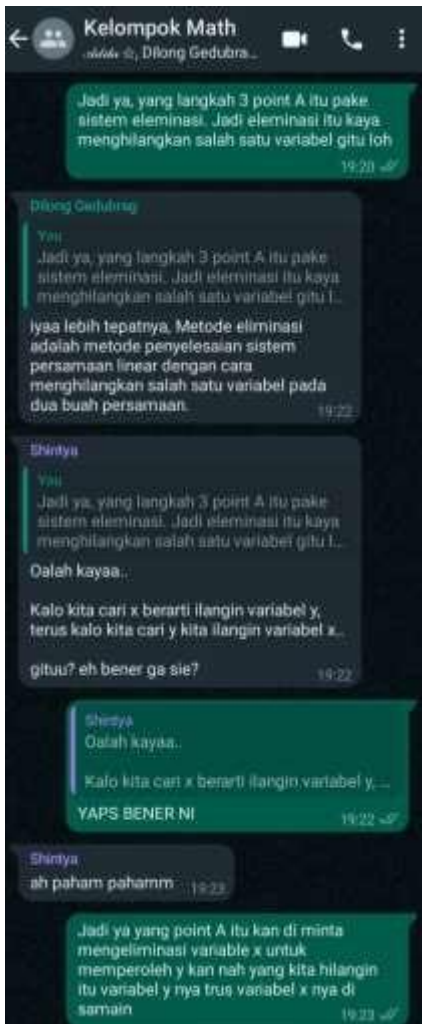 Kelompok Math
Dilong Gedubra...
Jadi ya, yang langkah 3 point A itu pake
sistem eleminasi. Jadi eleminasi itu kaya
menghilangkan salah satu variabel gitu loh
19:20
Dilong Gedubrag
You
Jadi ya, yang langkah 3 point A itu pake
sistem eleminasi. Jadi eleminasi itu kaya
menghilangkan salah satu variabel gitu l...
iyaa lebih tepatnya, Metode eliminasi
adalah metode penyelesaian sistem
persamaan linear dengan cara
menghilangkan salah satu variabel pada
dua buah persamaan.
19:22
Shintya
You
Jadi ya, yang langkah 3 point A itu pake
sistem eleminasi. Jadi eleminasi itu kaya
menghilangkan salah satu variabel gitu l...
Oalah kayaa..
Kalo kita cari x berarti ilangin variabel y,
terus kalo kita cari y kita ilangin variabel x..
gituu? eh bener ga sie?
19:22
Shintya
Oalah kayaa..
Kalo kita cari x berarti ilangin variabel y, ...
YAPS BENER NI
19:22
Shintya
ah paham pahamm
19:23
Jadi ya yang point A itu kan di minta
mengeliminasi variable x untuk
memperoleh y kan nah yang kita hilangin
itu variabel y nya trus variabel x nya di
samain
19:23